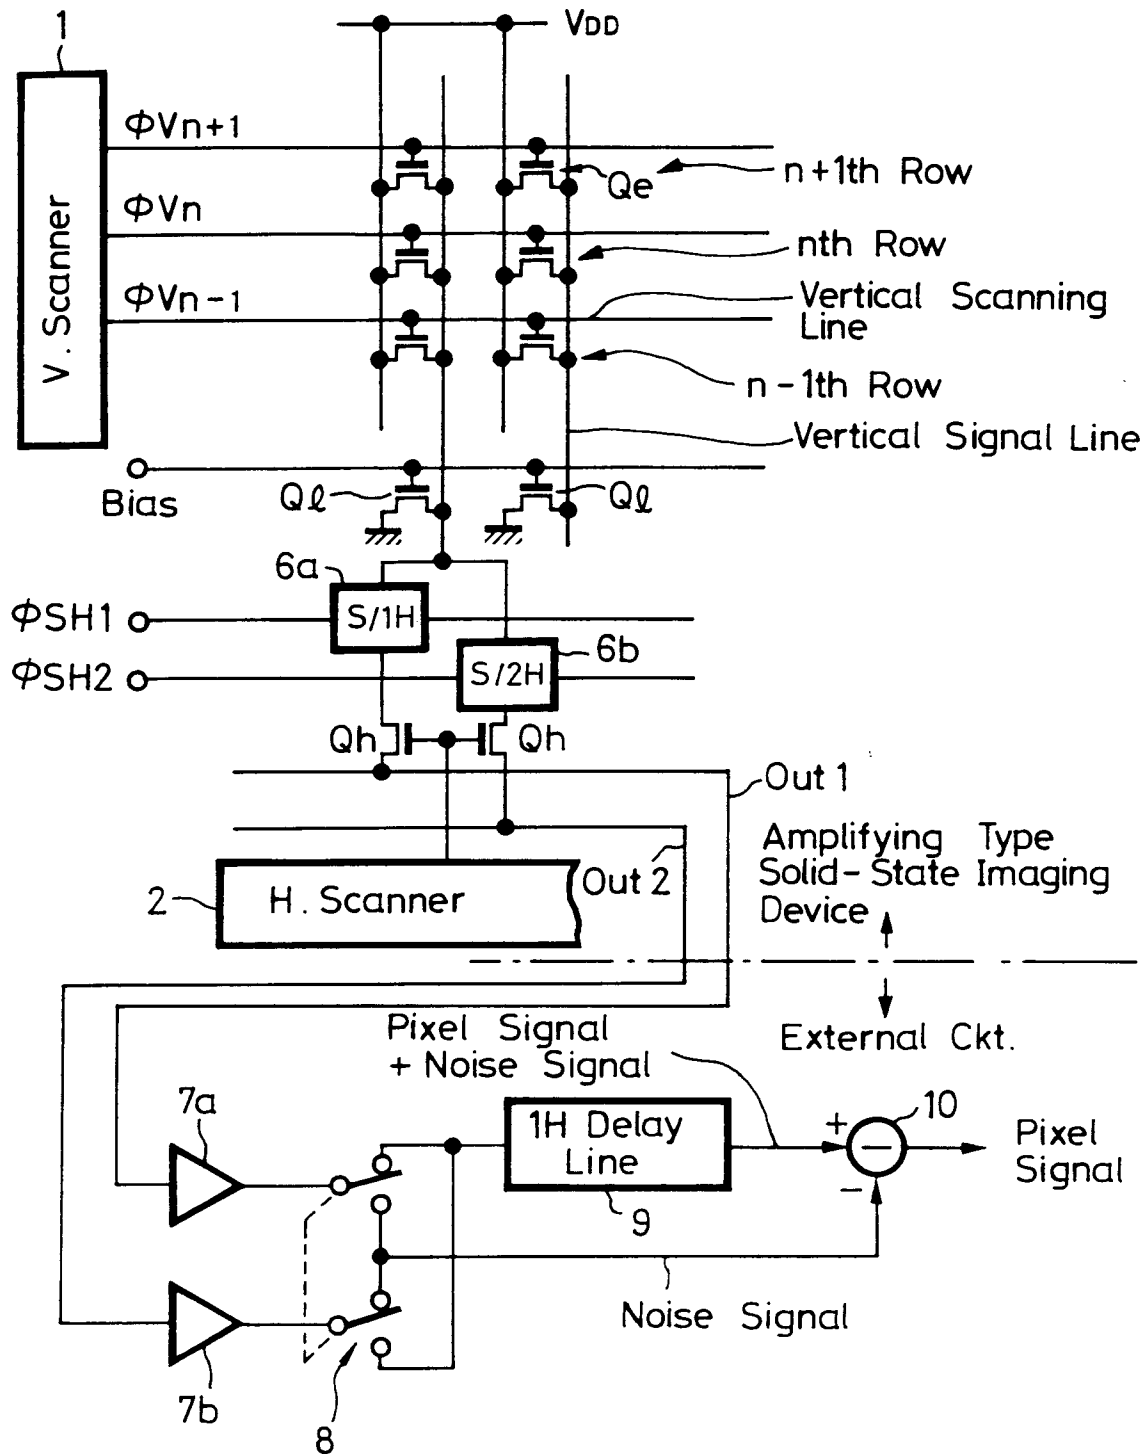 1
VDD
ΦVn+1
Qe
n+1th Row
ΦVn
nth Row
V. Scanner
ΦVn-1
Vertical Scanning
Line
n-1th Row
Vertical Signal Line
Bias
Qℓ
Qℓ
6a
ΦSH1
S/1H
6b
ΦSH2
S/2H
Qh
Qh
Out 1
Amplifying Type
Solid-State Imaging
Device
2
H. Scanner
Out 2
External Ckt.
Pixel Signal
+ Noise Signal
7a
1H Delay
Line
9
+
-
-
10
Pixel
Signal
Noise Signal
7b
8